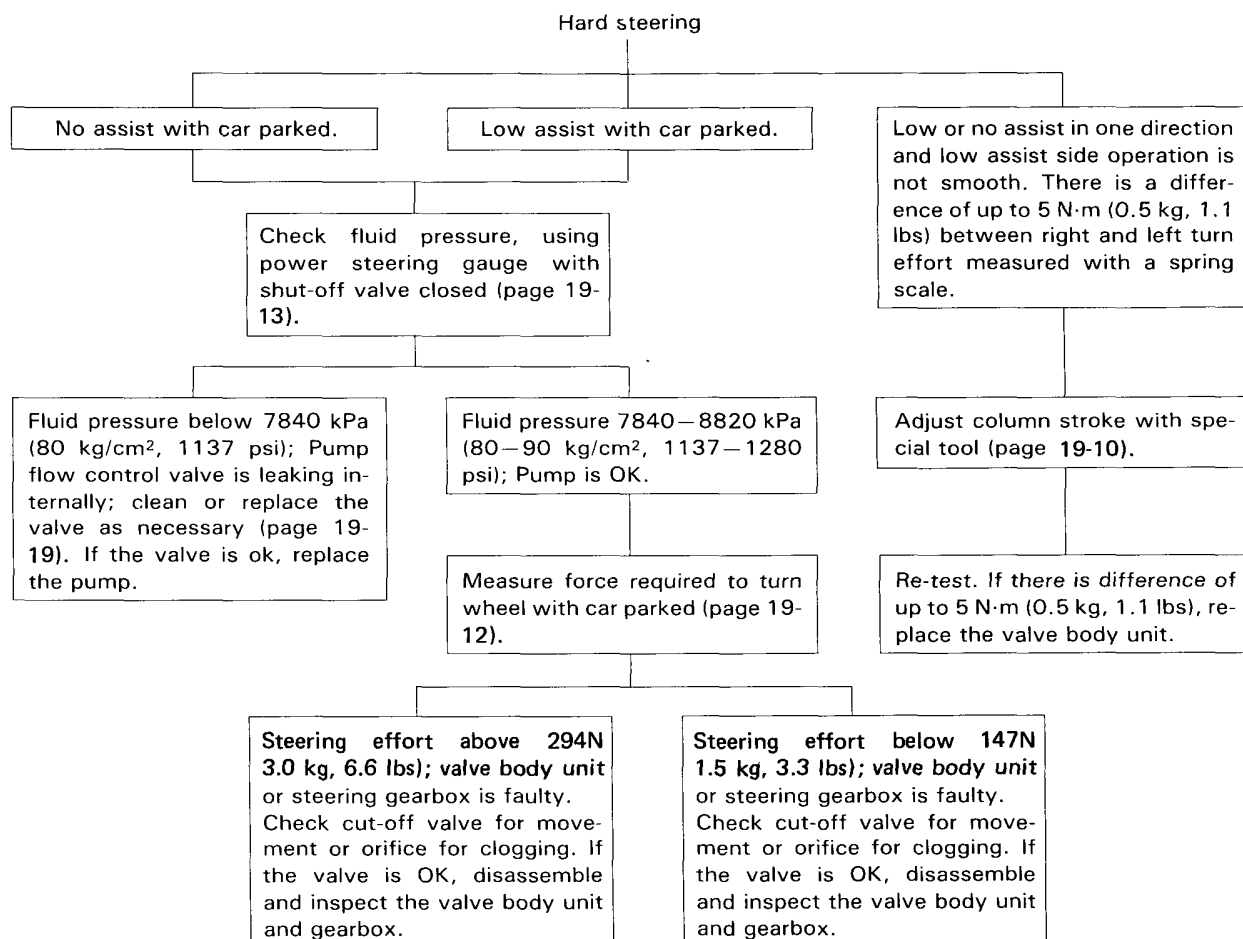 Hard steering
No assist with car parked.
Low assist with car parked.
Low or no assist in one direction
and low assist side operation is
not smooth. There is a differ-
ence of up to 5 N·m (0.5 kg, 1.1
lbs) between right and left turn
effort measured with a spring
scale.
Check fluid pressure, using
power steering gauge with
shut-off valve closed (page 19-
13).
Fluid pressure below 7840 kPa
(80 kg/cm², 1137 psi); Pump
flow control valve is leaking in-
ternally; clean or replace the
valve as necessary (page 19-
19). If the valve is ok, replace
the pump.
Fluid pressure 7840—8820 kPa
(80—90 kg/cm², 1137—1280
psi); Pump is OK.
Adjust column stroke with spe-
cial tool (page 19-10).
Measure force required to turn
wheel with car parked (page 19-
12).
Re-test. If there is difference of
up to 5 N·m (0.5 kg, 1.1 lbs), re-
place the valve body unit.
Steering effort above 294N
3.0 kg, 6.6 lbs); valve body unit
or steering gearbox is faulty.
Check cut-off valve for move-
ment or orifice for clogging. If
the valve is OK, disassemble
and inspect the valve body unit
and gearbox.
Steering effort below 147N
1.5 kg, 3.3 lbs); valve body unit
or steering gearbox is faulty.
Check cut-off valve for move-
ment or orifice for clogging. If
the valve is OK, disassemble
and inspect the valve body unit
and gearbox.